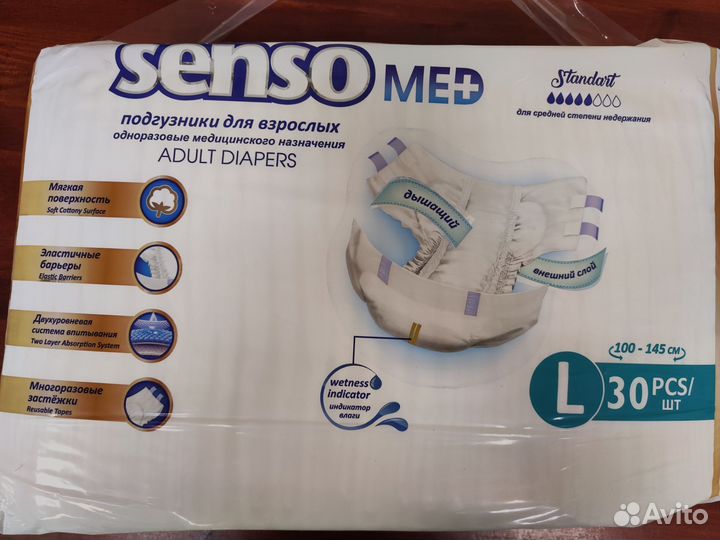 senso MED
подгузники для взрослых
одноразовые медицинского назначения
ADULT DIAPERS
Standart
для средней степени недержания
Мягкая
поверхность
Soft Cottony Surface
Эластичные
барьеры
Elastic Barriers
Двухуровневая
система впитывания
Two Layer Absorption System
Многоразовые
застёжки
Reusable Tapes
дышащий
внешний слой
wetness
indicator
индикатор
влаги
100 - 145 см
L 30 PCS/
ШТ
Avito